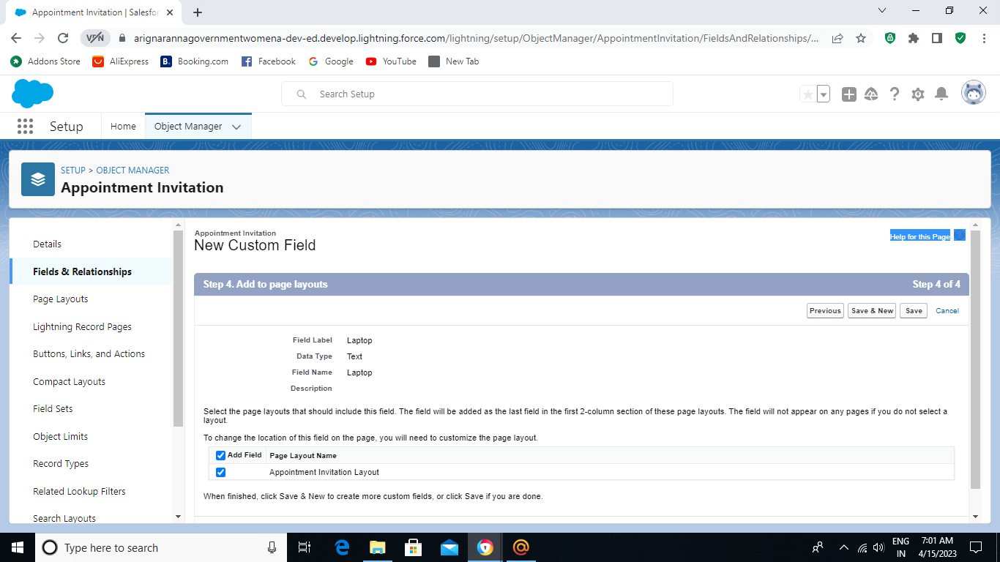 Appointment Invitation | Salesfor
VPN
arignarannagovernmentwomena-dev-ed.develop.lightning.force.com/lightning/setup/ObjectManager/AppointmentInvitation/FieldsAndRelationships/...
Addons Store
AliExpress
B.
Booking.com
Facebook
Google
YouTube
New Tab
Search Setup
Setup
Home
Object Manager
SETUP > OBJECT MANAGER
Appointment Invitation
Details
Fields & Relationships
Page Layouts
Lightning Record Pages
Buttons, Links, and Actions
Compact Layouts
Field Sets
Object Limits
Record Types
Related Lookup Filters
Search Layouts
Appointment Invitation
New Custom Field
Help for this Page
Step 4. Add to page layouts
Step 4 of 4
Previous
Save & New
Save
Cancel
Field Label Laptop
Data Type Text
Field Name Laptop
Description
Select the page layouts that should include this field. The field will be added as the last field in the first 2-column section of these page layouts. The field will not appear on any pages if you do not select a
layout.
To change the location of this field on the page, you will need to customize the page layout.
Add Field Page Layout Name
Appointment Invitation Layout
When finished, click Save & New to create more custom fields, or click Save if you are done.
Type here to search
ENG
IN
7:01 AM
4/15/2023